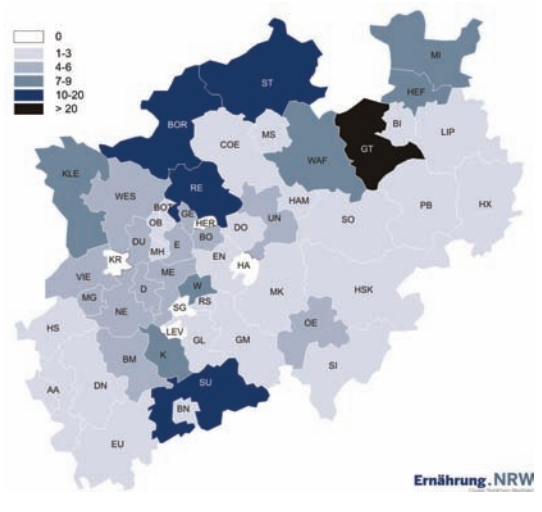 0
1-3
4-6
7-9
10-20
> 20
MI
ST
HEF
BOR
MS
BI
LIP
COE
GT
WAF
KLE
RE
WES
HAM
HX
PB
BOT
GE
UN
SO
OB
HER
DO
BO
DU
E
MH
EN
KR
HA
VIE
ME
W
MK
HSK
MG
D
NE
SG
RS
OE
HS
LEV
GL
GM
K
BM
SI
AA
DN
SU
BN
EU
Ernährung.NRW